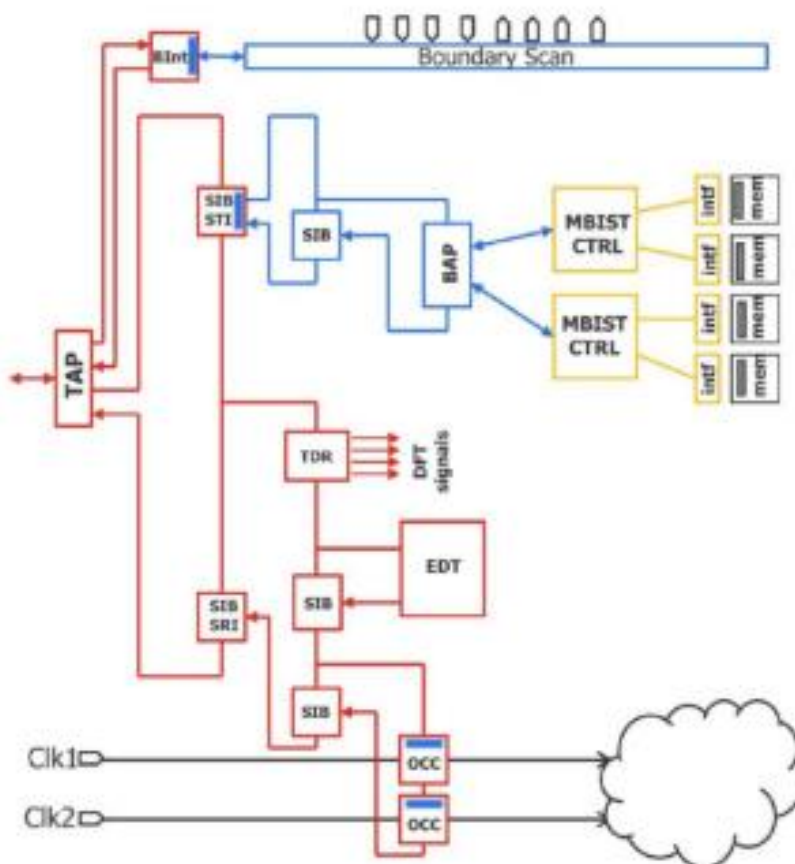 BInt
Boundary Scan
SIB
STI
SIB
BAP
MBIST
CTRL
intf
mem
intf
mem
MBIST
CTRL
intf
mem
intf
mem
TAP
TDR
DFT
signals
EDT
SIB
SIB
SRI
SIB
Clk1
OCC
Clk2
OCC